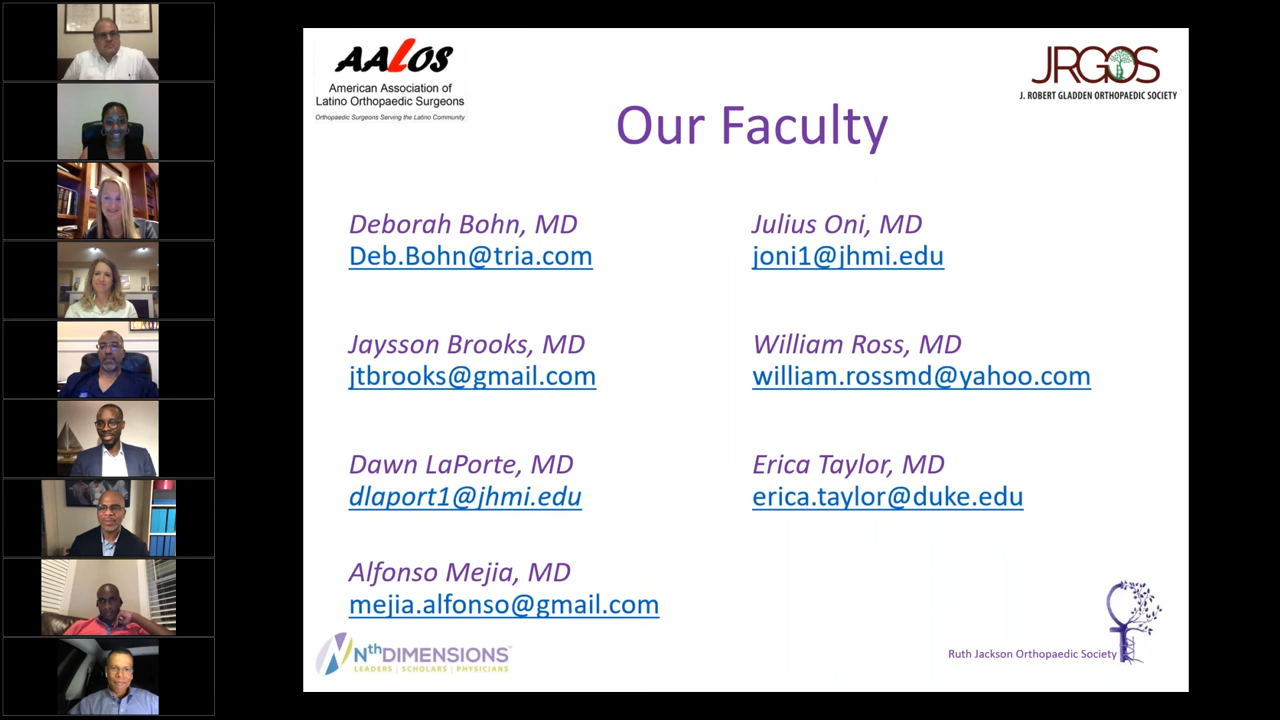 AALOS
American Association of
Latino Orthopaedic Surgeons
Orthopaedic Surgeons Serving the Latino Community
JRGOS
J. ROBERT GLADDEN ORTHOPAEDIC SOCIETY
Our Faculty
Deborah Bohn, MD
Deb.Bohn@tria.com
Jaysson Brooks, MD
jtbrooks@gmail.com
Dawn LaPorte, MD
dlaport1@jhmi.edu
Alfonso Mejia, MD
mejia.alfonso@gmail.com
Julius Oni, MD
joni1@jhmi.edu
William Ross, MD
william.rossmd@yahoo.com
Erica Taylor, MD
erica.taylor@duke.edu
NthDIMENSIONS
LEADERS | SCHOLARS | PHYSICIANS
Ruth Jackson Orthopaedic Society